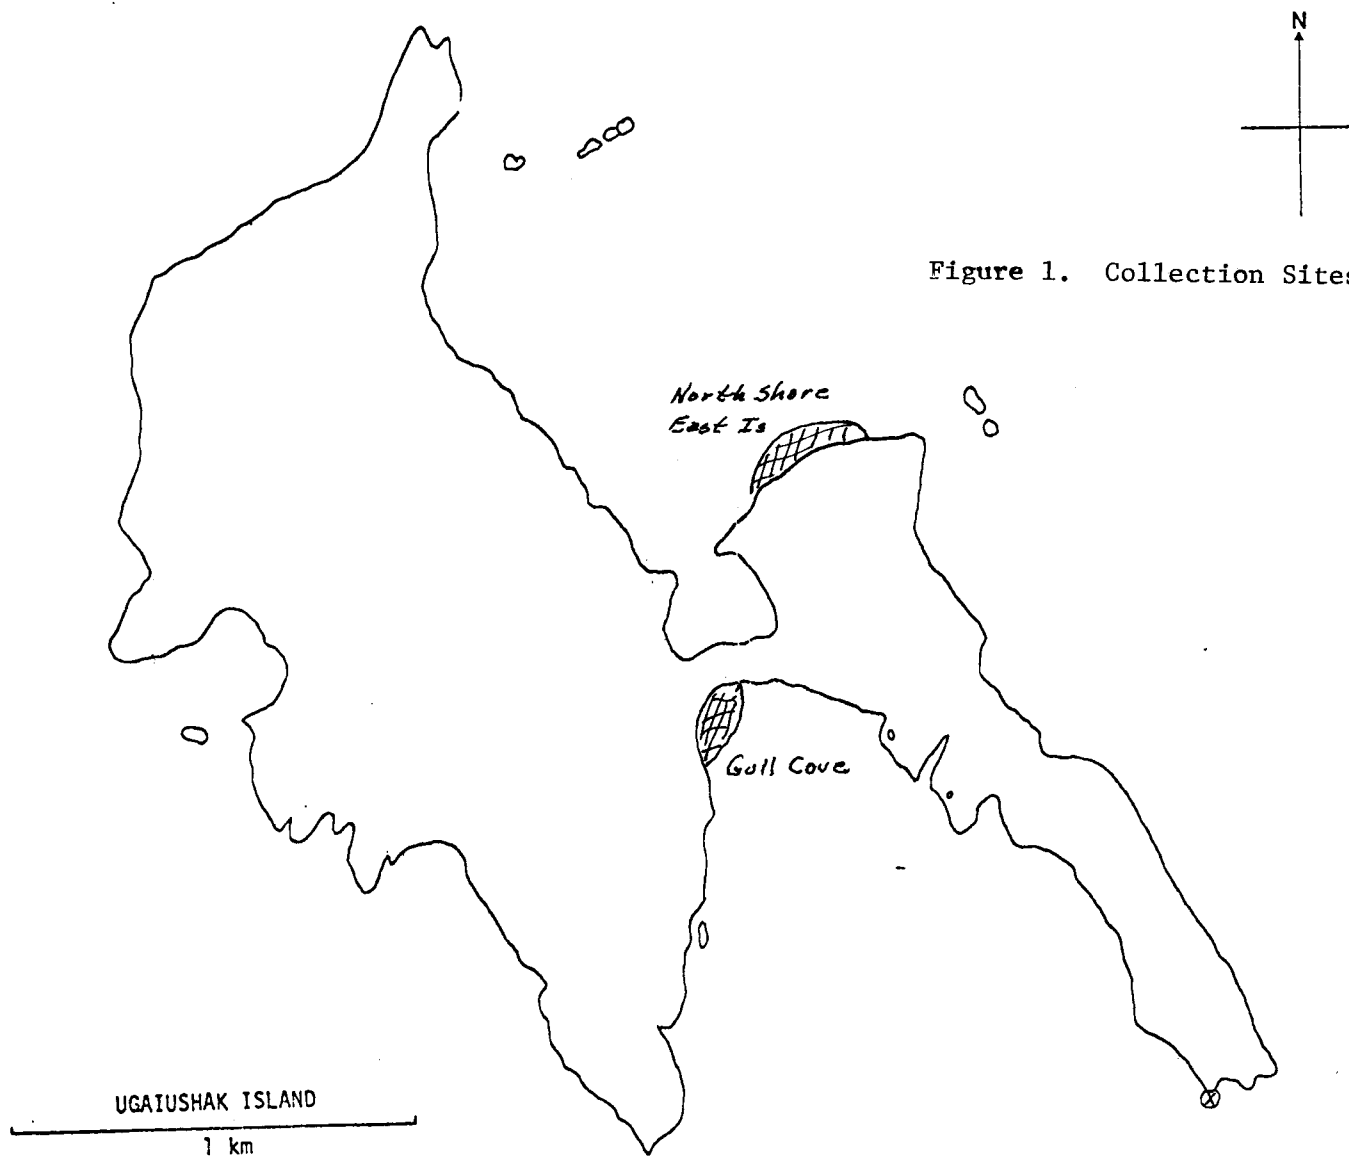 N
Figure 1. Collection Sites
North Shore
East Is
Gull Cove
UGAIUSHAK ISLAND
1 km